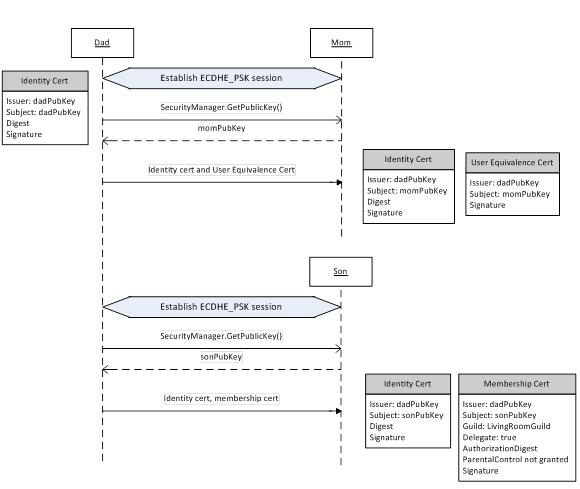 Dad
Mom
Establish ECDHE_PSK session
Identity Cert
Issuer: dadPubKey
Subject: dadPubKey
Digest
Signature
SecurityManager.GetPublicKey()
momPubKey
Identity cert and User Equivalence Cert
Identity Cert
Issuer: dadPubKey
Subject: momPubKey
Digest
Signature
User Equivalence Cert
Issuer: dadPubKey
Subject: momPubKey
Signature
Son
Establish ECDHE_PSK session
SecurityManager.GetPublicKey()
sonPubKey
Identity cert, membership cert
Identity Cert
Issuer: dadPubKey
Subject: sonPubKey
Digest
Signature
Membership Cert
Issuer: dadPubKey
Subject: sonPubKey
Guild: LivingRoomGuild
Delegate: true
AuthorizationDigest
ParentalControl not granted
Signature